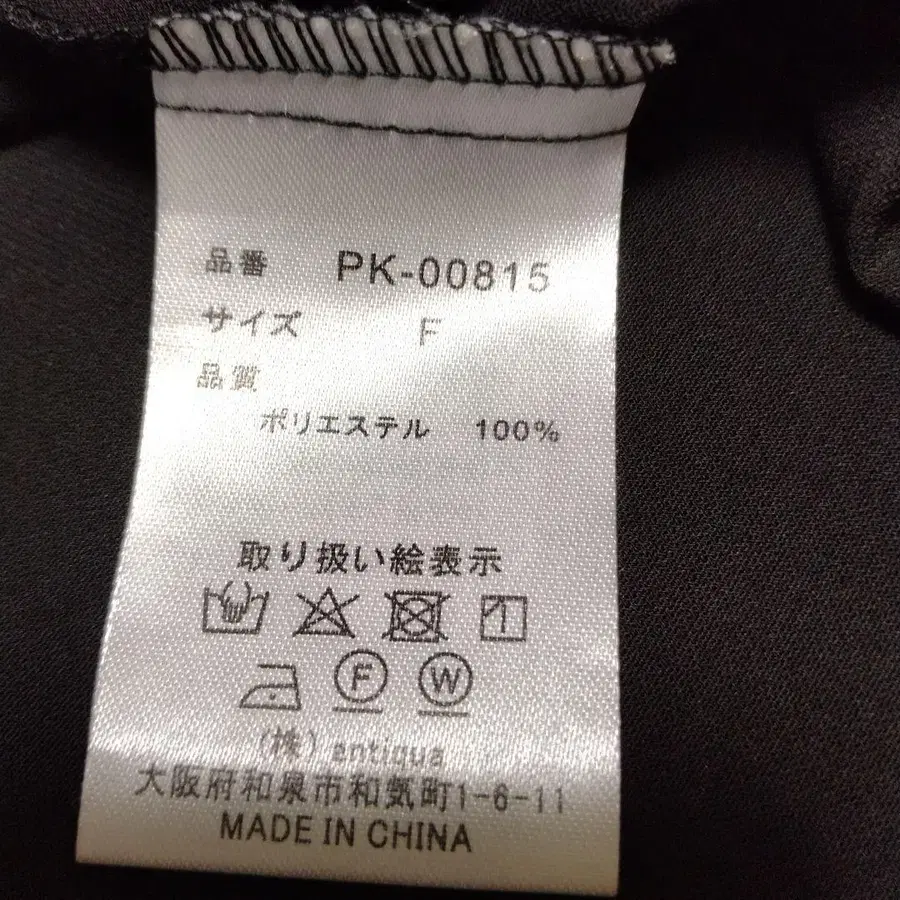 品番 PK-00815
サイズ F
品質
ポリエステル 100%
取り扱い絵表示
F W
(株) antiqua
大阪府和泉市和気町1-6-11
MADE IN CHINA